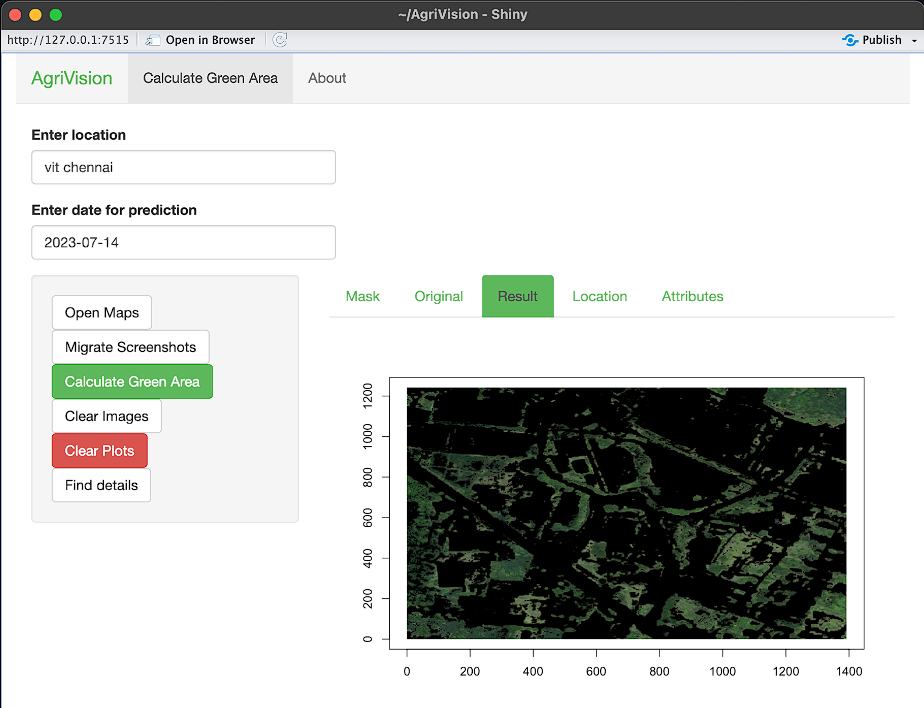 ~/AgriVision - Shiny
http://127.0.0.1:7515 Open in Browser Publish
AgriVision Calculate Green Area About
Enter location
vit chennai
Enter date for prediction
2023-07-14
Open Maps
Migrate Screenshots
Calculate Green Area
Clear Images
Clear Plots
Find details
Mask Original Result Location Attributes
1200
1000
800
600
400
200
0
0 200 400 600 800 1000 1200 1400